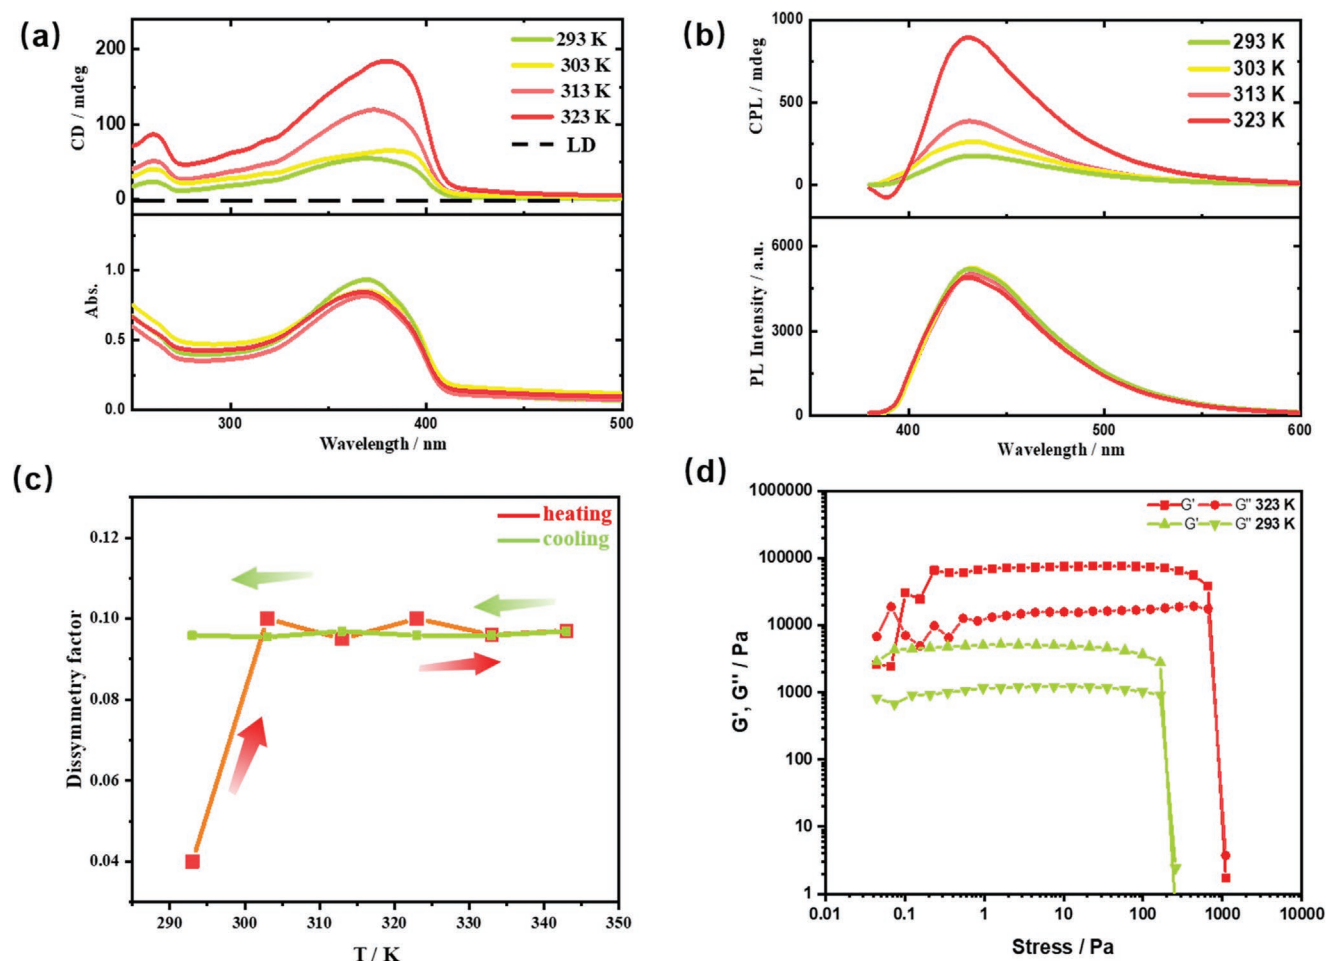 (a)
CD / mdeg
200
100
0
293 K
303 K
313 K
323 K
LD
Abs.
1.0
0.5
0.0
300 400 500
Wavelength / nm
(b)
CPL / mdeg
1000
500
0
293 K
303 K
313 K
323 K
PL Intensity / a.u.
6000
3000
0
400 500 600
Wavelength / nm
(c)
Dissymetry factor
0.12
0.10
0.08
0.06
0.04
heating
cooling
290 300 310 320 330 340 350
T / K
(d)
G', G'' / Pa
1000000
100000
10000
1000
100
10
1
G' G'' 323 K
G' G'' 293 K
0.01 0.1 1 10 100 1000 10000
Stress / Pa